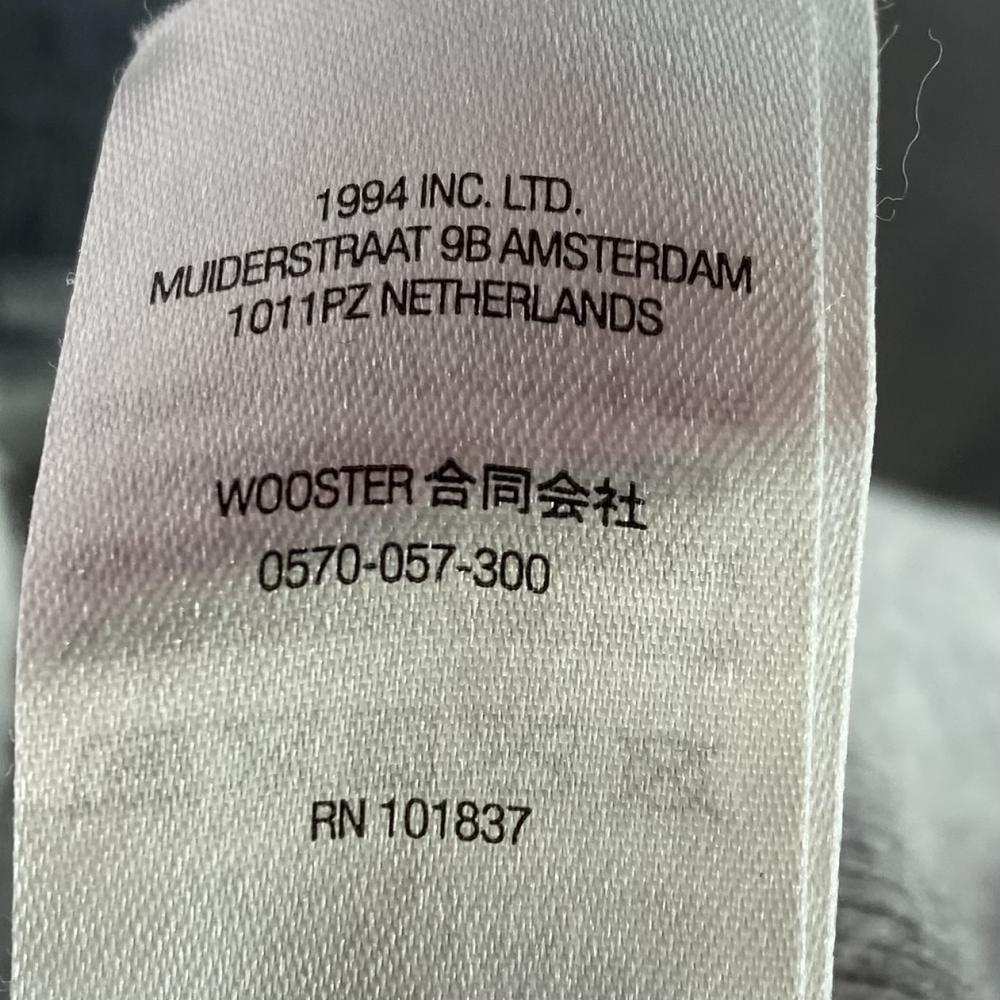 1994 INC. LTD.
MUIDERSTRAAT 9B AMSTERDAM
1011PZ NETHERLANDS
WOOSTER 合同会社
0570-057-300
RN 101837